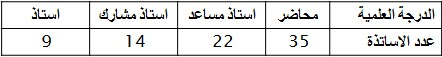 الدرجة العلمية محاضر استاذ مساعد استاذ مشارك استاذ
عدد الاساتذة 35 22 14 9